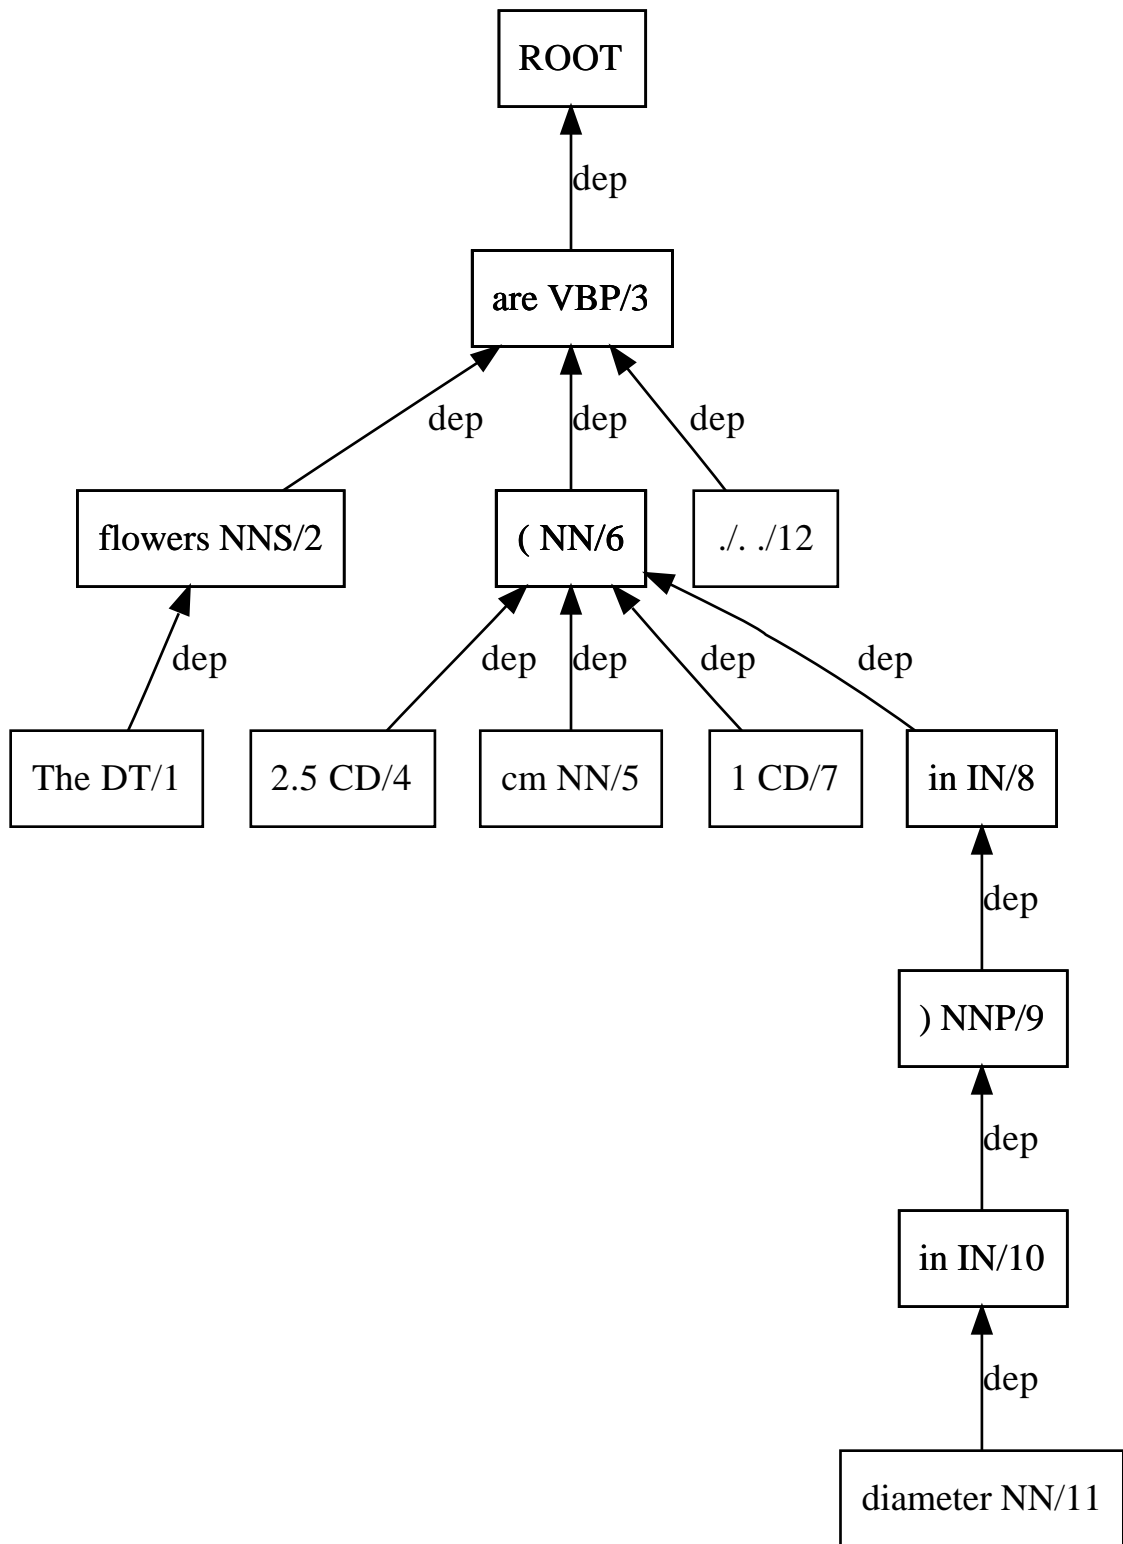 ROOT
dep
are VBP/3
dep dep dep
flowers NNS/2 ( NN/6 ./. ./12
dep dep dep dep dep
The DT/1 2.5 CD/4 cm NN/5 1 CD/7 in IN/8
dep
) NNP/9
dep
in IN/10
dep
diameter NN/11